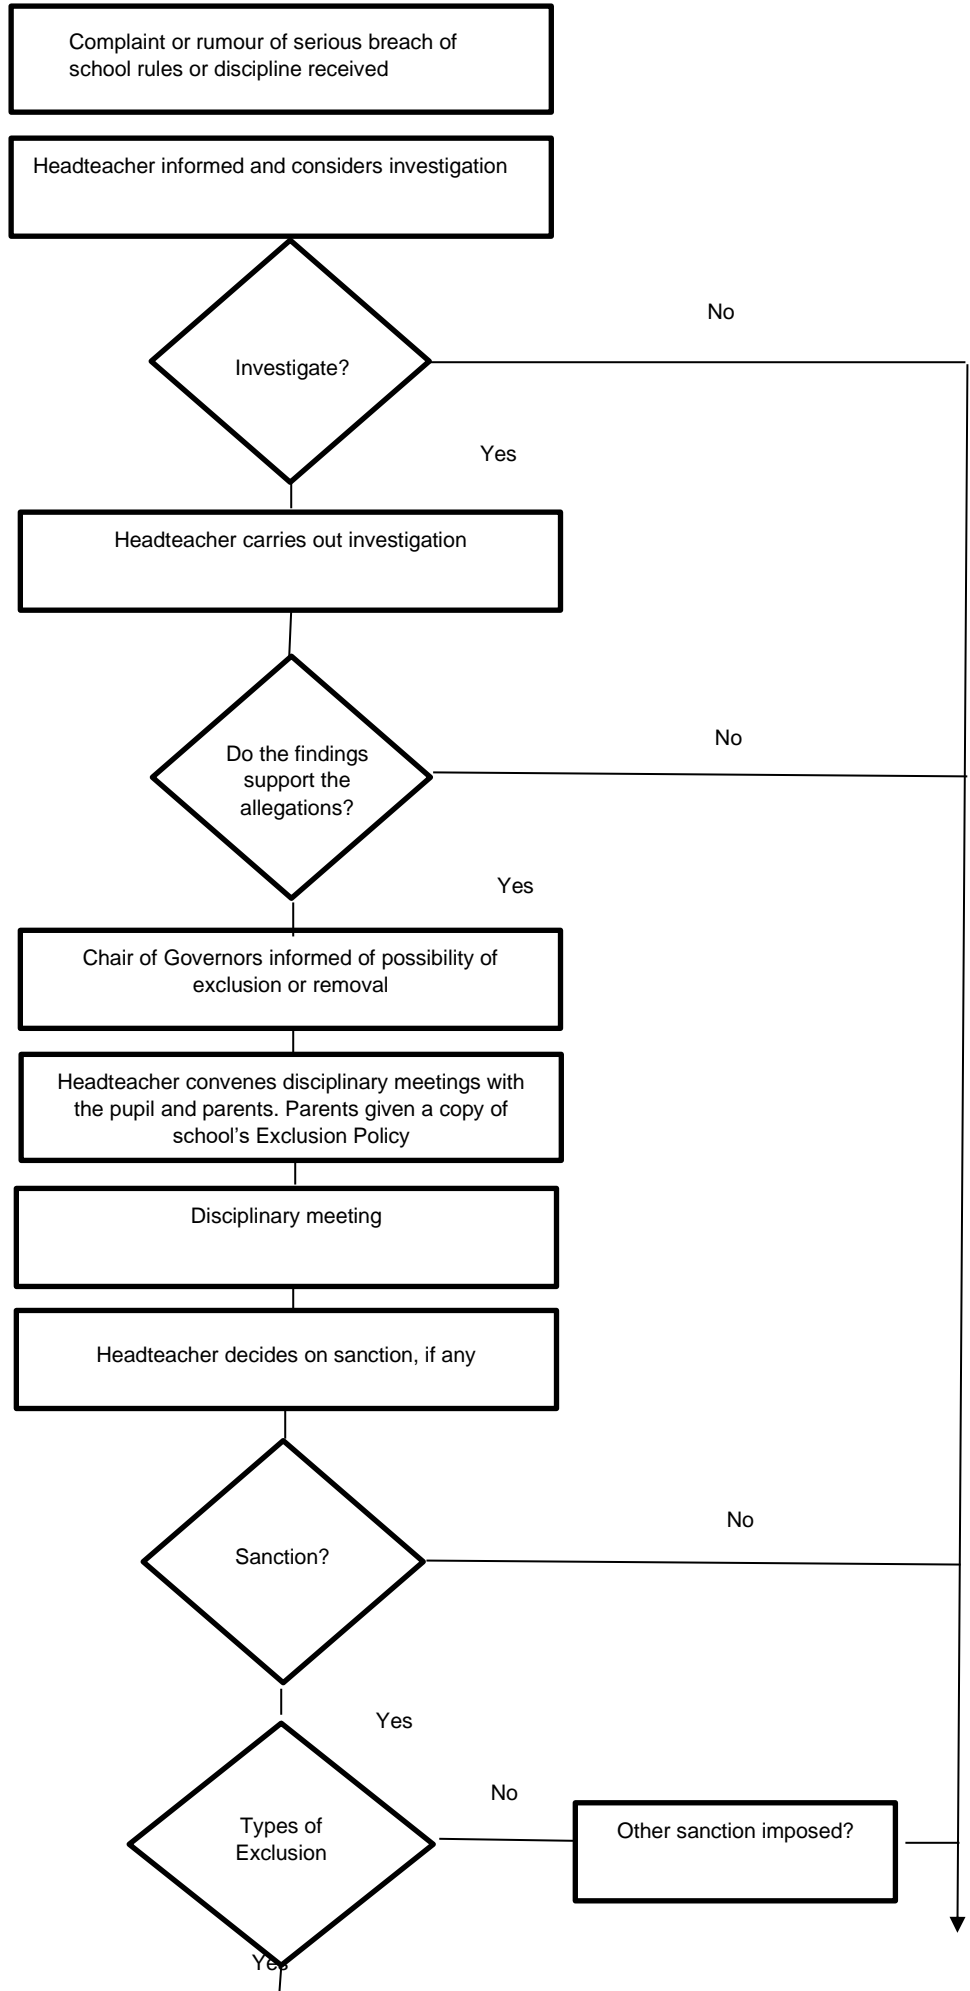 Complaint or rumour of serious breach of
school rules or discipline received
Headteacher informed and considers investigation
No
Investigate?
Yes
Headteacher carries out investigation
No
Do the findings
support the
allegations?
Yes
Chair of Governors informed of possibility of
exclusion or removal
Headteacher convenes disciplinary meetings with
the pupil and parents. Parents given a copy of
school’s Exclusion Policy
Disciplinary meeting
Headteacher decides on sanction, if any
No
Sanction?
Yes
No
Types of
Exclusion
Other sanction imposed?
Yes